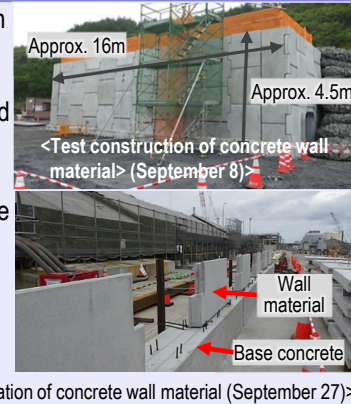 n
Approx. 16m
Approx. 4.5m
d
<Test construction of concrete wall
material> (September 8)>
e
Wall
material
Base concrete
ation of concrete wall material (September 27)>